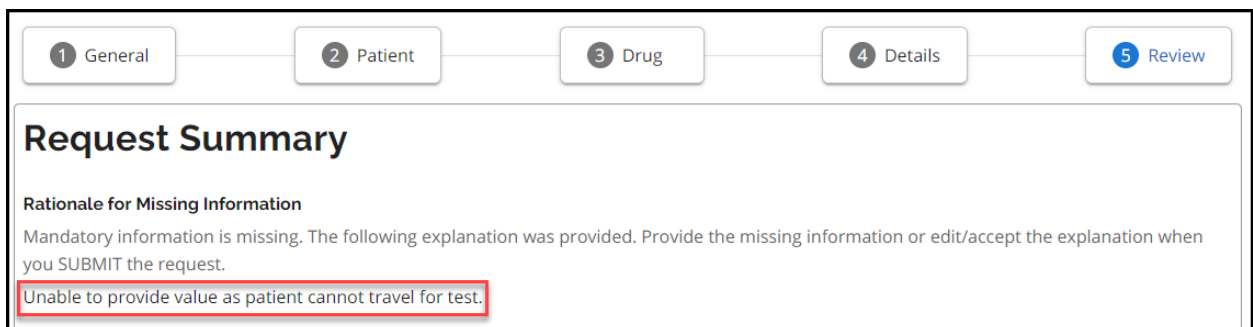 1 General 2 Patient 3 Drug 4 Details 5 Review
Request Summary
Rationale for Missing Information
Mandatory information is missing. The following explanation was provided. Provide the missing information or edit/accept the explanation when
you SUBMIT the request.
Unable to provide value as patient cannot travel for test.